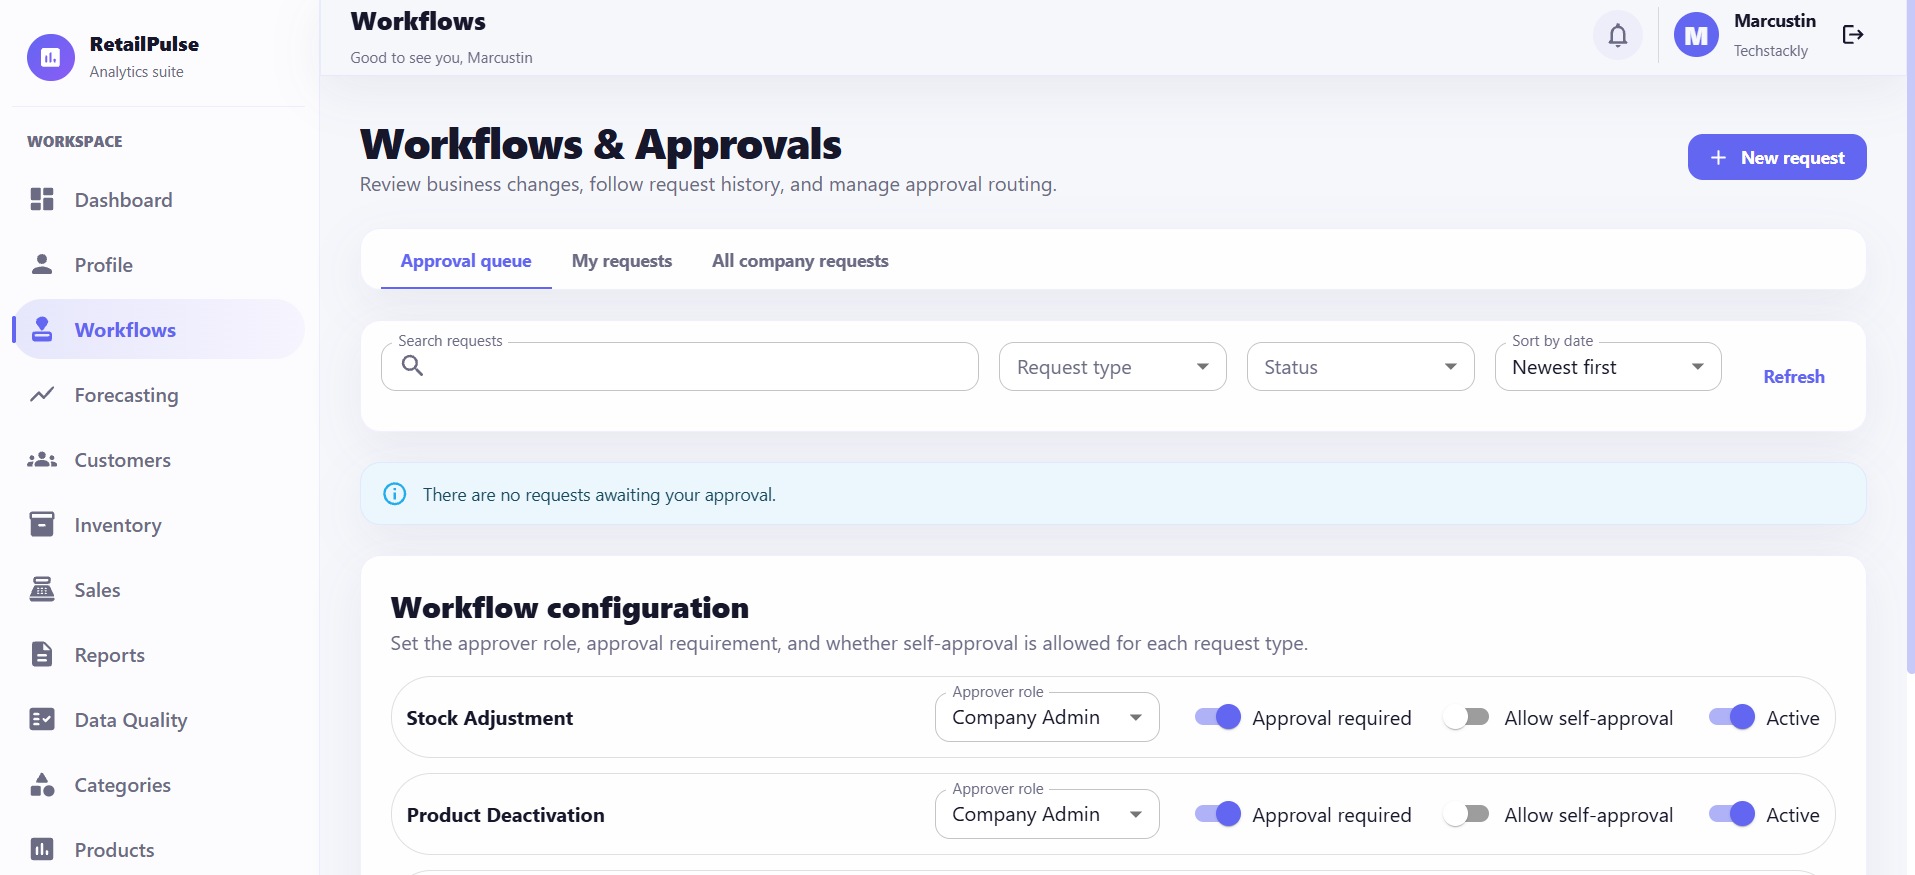 RetailPulse
Analytics suite
WORKSPACE
Dashboard
Profile
Workflows
Forecasting
Customers
Inventory
Sales
Reports
Data Quality
Categories
Products
Workflows
Good to see you, Marcustin
M
Marcustin
Techstackly
Workflows & Approvals
Review business changes, follow request history, and manage approval routing.
+ New request
Approval queue My requests All company requests
Search requests
Request type
Status
Sort by date
Newest first
Refresh
There are no requests awaiting your approval.
Workflow configuration
Set the approver role, approval requirement, and whether self-approval is allowed for each request type.
Stock Adjustment
Approver role
Company Admin
Approval required
Allow self-approval
Active
Product Deactivation
Approver role
Company Admin
Approval required
Allow self-approval
Active